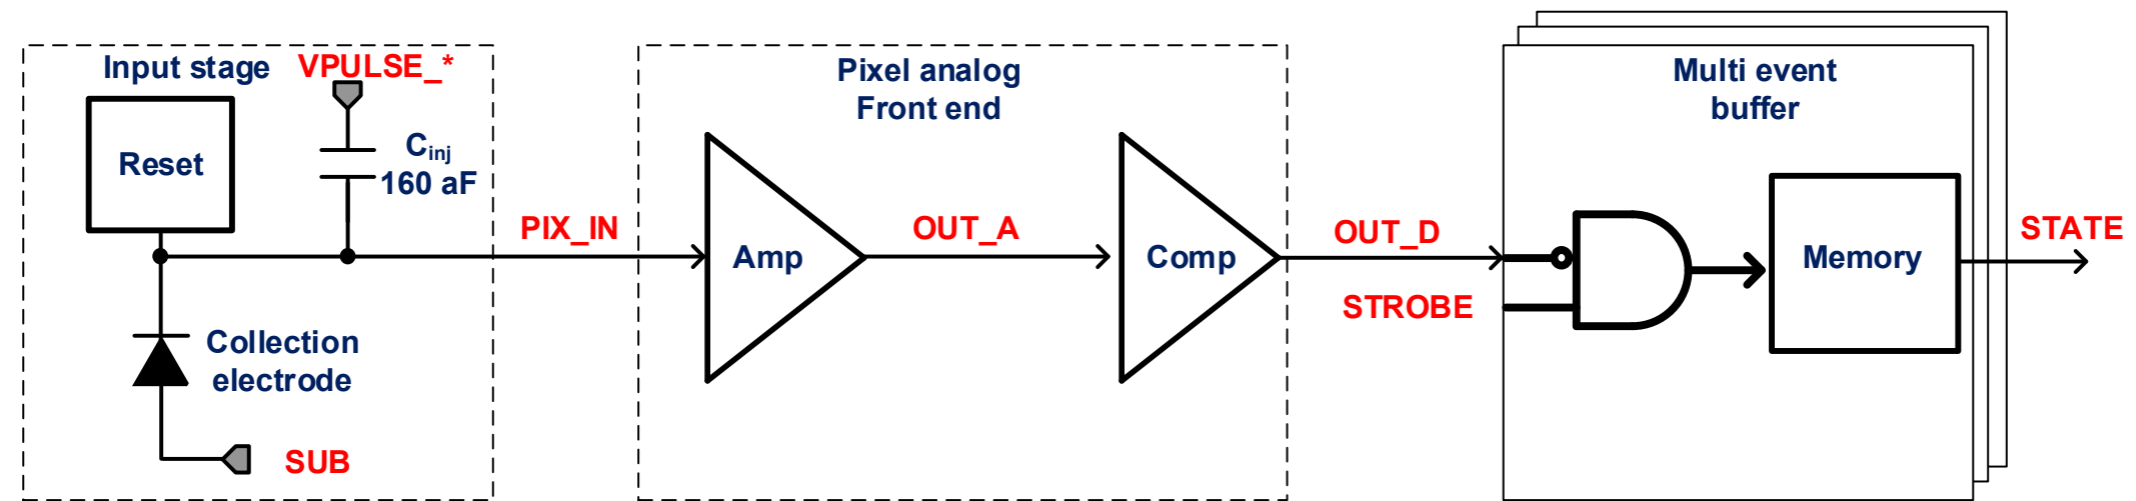 Input stage
VPULSE_*
Reset
C_inj
160 aF
Collection
electrode
SUB
PIX_IN
Pixel analog
Front end
Amp
OUT_A
Comp
OUT_D
STROBE
Multi event
buffer
Memory
STATE